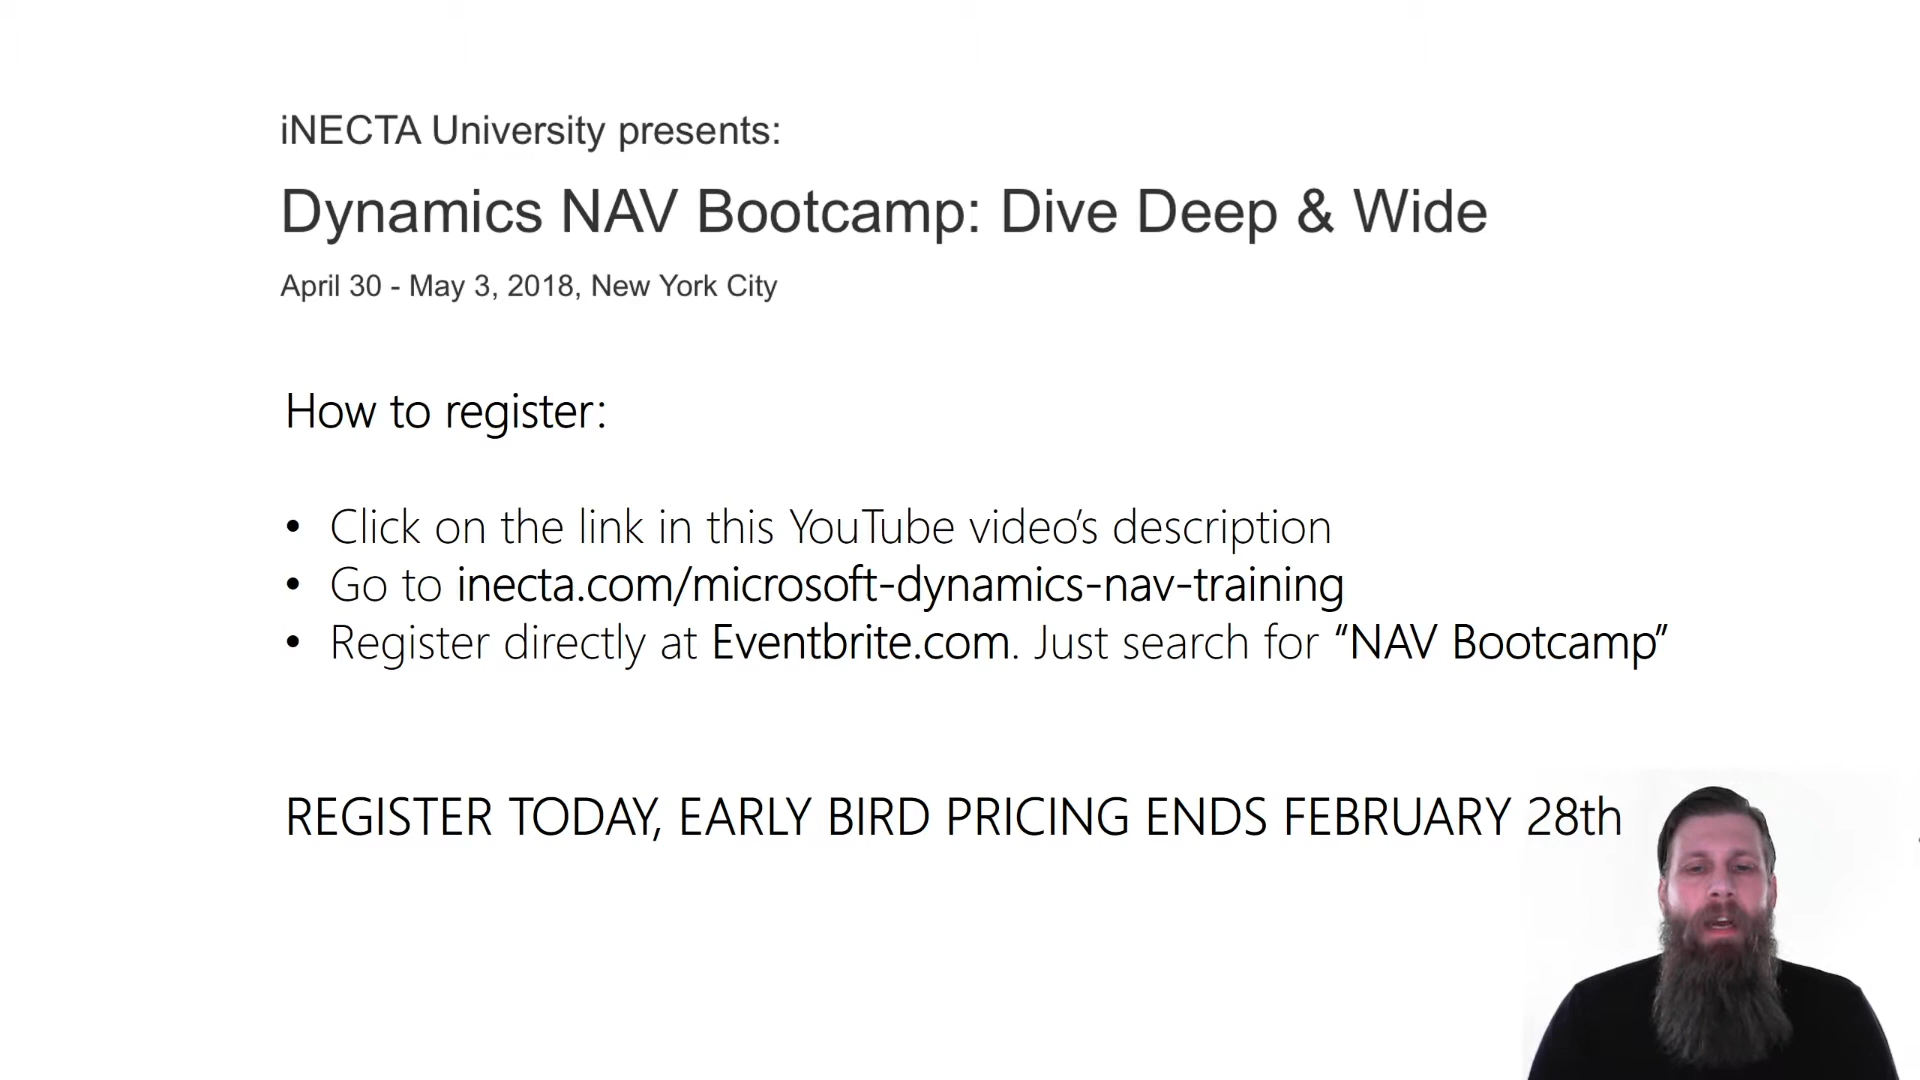 iNECTA University presents:
Dynamics NAV Bootcamp: Dive Deep & Wide
April 30 - May 3, 2018, New York City
How to register:
• Click on the link in this YouTube video’s description
• Go to inecta.com/microsoft-dynamics-nav-training
• Register directly at Eventbrite.com. Just search for “NAV Bootcamp”
REGISTER TODAY, EARLY BIRD PRICING ENDS FEBRUARY 28th